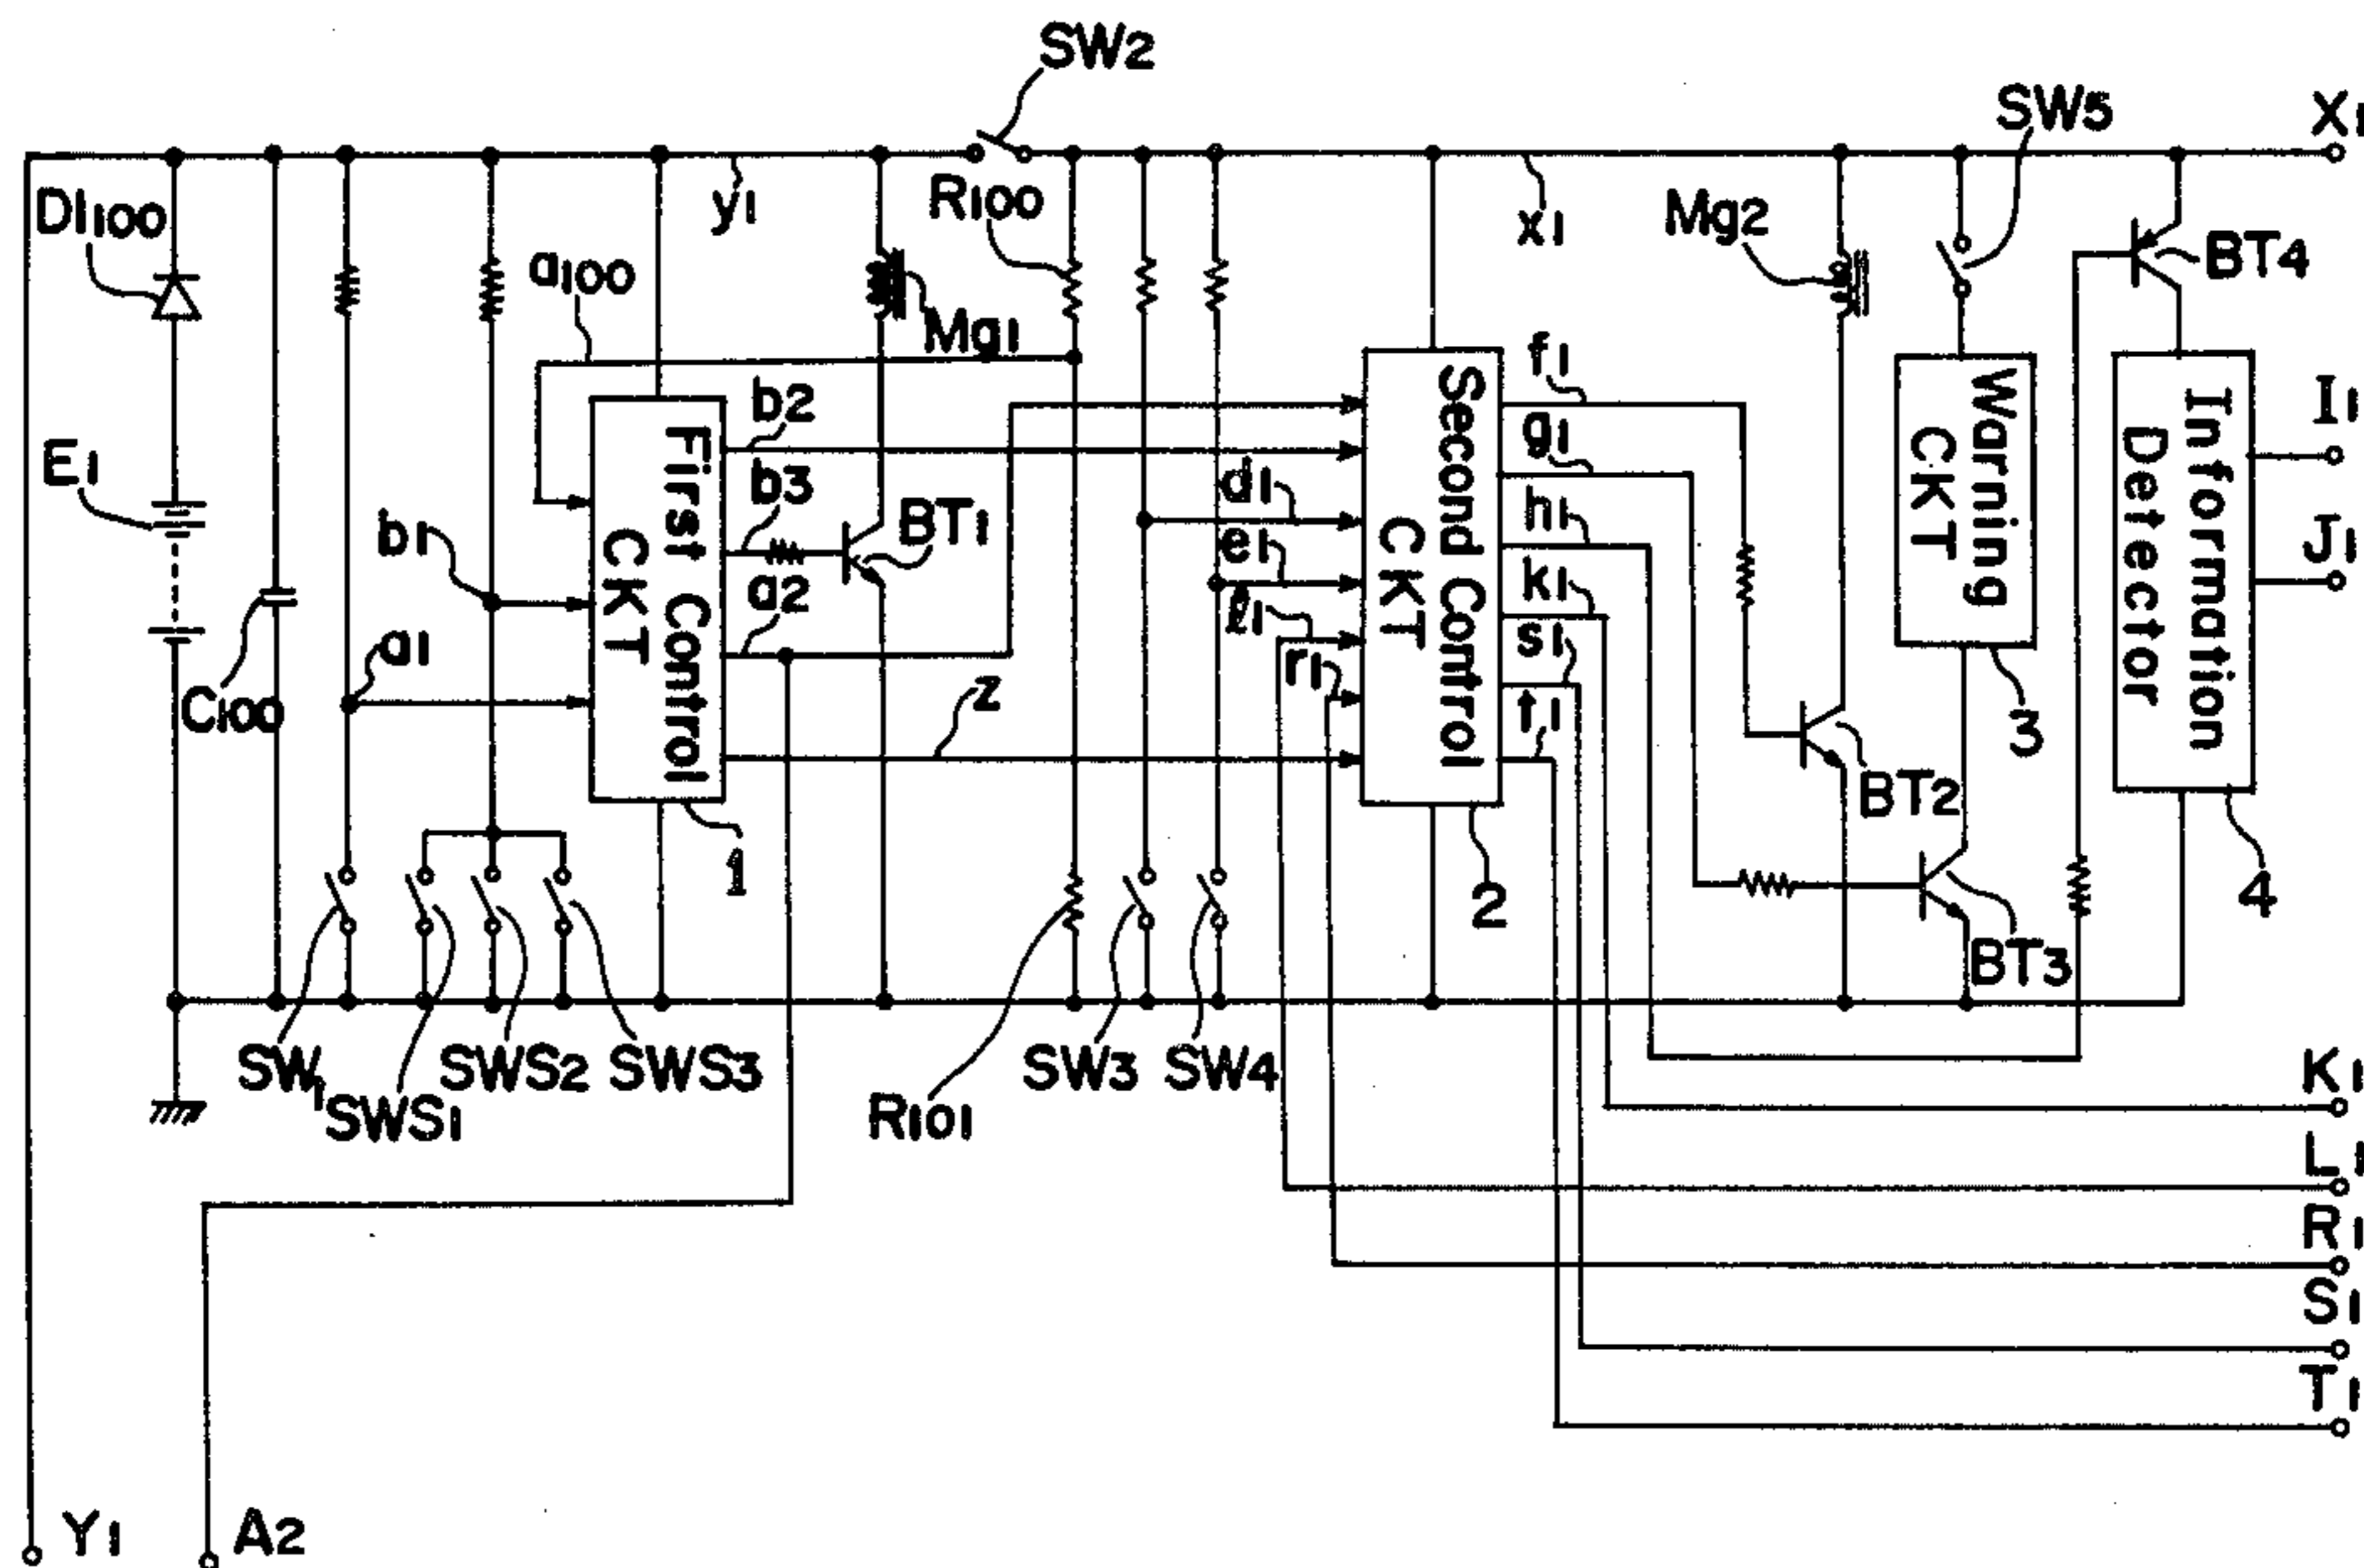 SW2
SW5
X1
DI100
y1
R100
x1
Mg2
BT4
a100
Mg1
E1
b2
b3
BT1
a2
b1
a1
C100
First Control
CKT
z
d1
e1
l1
r1
Second Control
CKT
f1
g1
h1
k1
s1
t1
Warning
CKT
Information
Detector
I1
J1
3
BT2
1
2
4
BT3
SW1
SWS1
SWS2
SWS3
R101
SW3
SW4
K1
L1
R1
S1
T1
Y1
A2